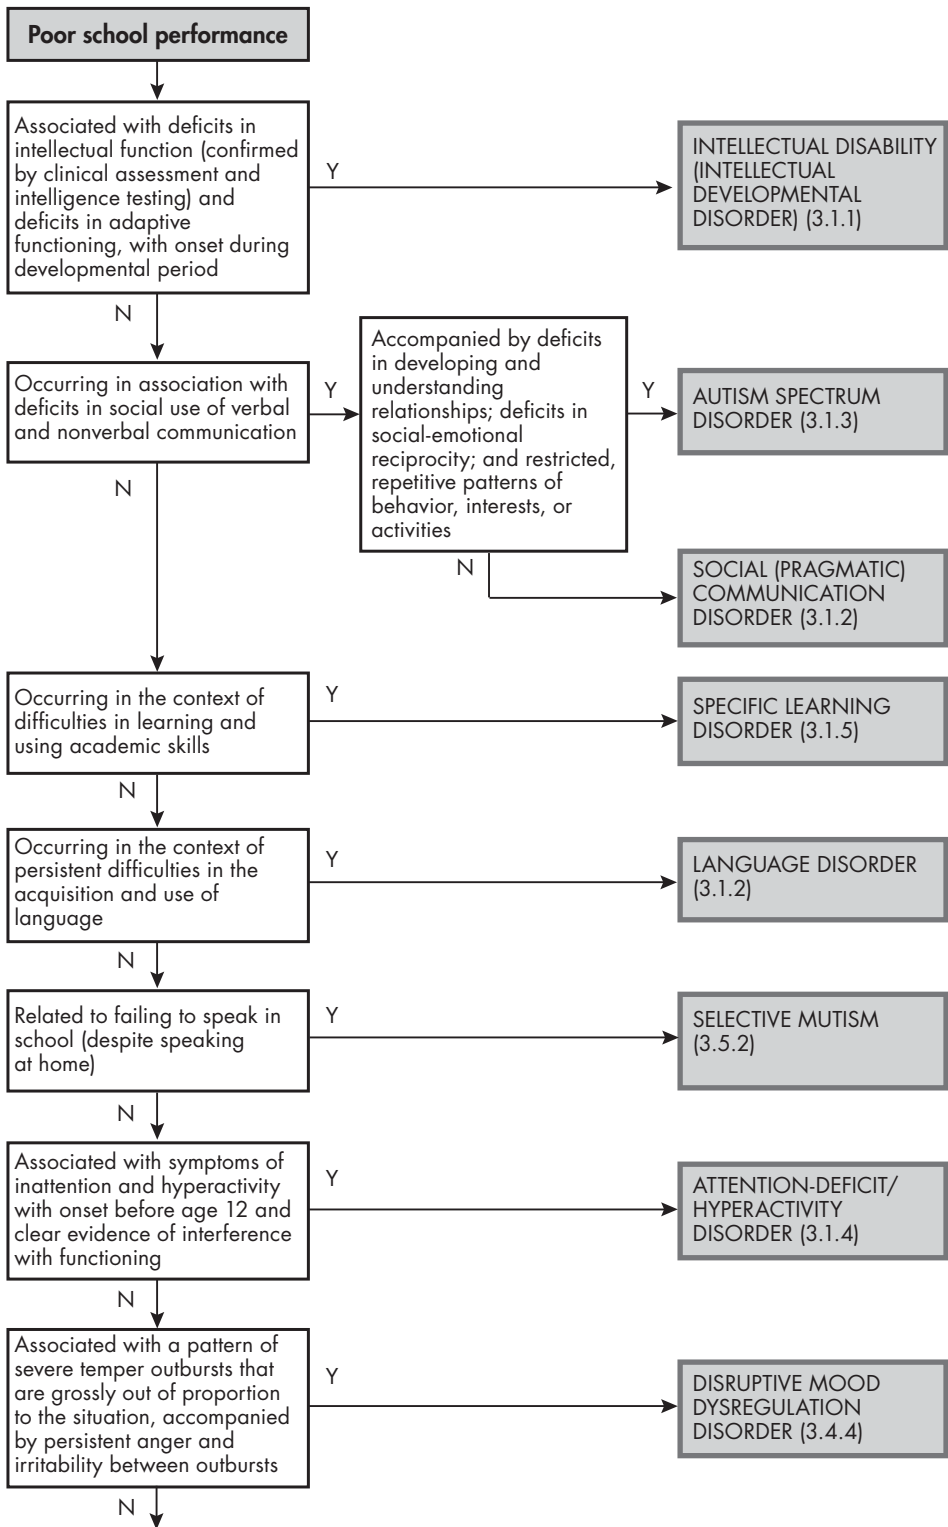 Poor school performance
Associated with deficits in
intellectual function (confirmed
by clinical assessment and
intelligence testing) and
deficits in adaptive
functioning, with onset during
developmental period
Y
INTELLECTUAL DISABILITY
(INTELLECTUAL
DEVELOPMENTAL
DISORDER) (3.1.1)
N
Occurring in association with
deficits in social use of verbal
and nonverbal communication
Y
Accompanied by deficits
in developing and
understanding
relationships; deficits in
social-emotional
reciprocity; and restricted,
repetitive patterns of
behavior, interests, or
activities
Y
AUTISM SPECTRUM
DISORDER (3.1.3)
N
SOCIAL (PRAGMATIC)
COMMUNICATION
DISORDER (3.1.2)
N
Occurring in the context of
difficulties in learning and
using academic skills
Y
SPECIFIC LEARNING
DISORDER (3.1.5)
N
Occurring in the context of
persistent difficulties in the
acquisition and use of
language
Y
LANGUAGE DISORDER
(3.1.2)
N
Related to failing to speak in
school (despite speaking
at home)
Y
SELECTIVE MUTISM
(3.5.2)
N
Associated with symptoms of
inattention and hyperactivity
with onset before age 12 and
clear evidence of interference
with functioning
Y
ATTENTION-DEFICIT/
HYPERACTIVITY
DISORDER (3.1.4)
N
Associated with a pattern of
severe temper outbursts that
are grossly out of proportion
to the situation, accompanied
by persistent anger and
irritability between outbursts
Y
DISRUPTIVE MOOD
DYSREGULATION
DISORDER (3.4.4)
N